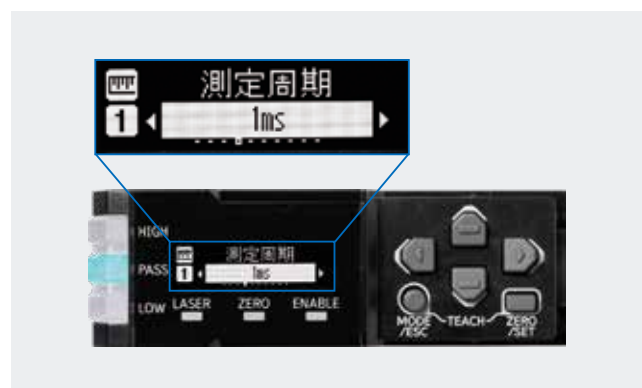 測定周期
1
1ms
HIGH
測定周期
PASS
1
1ms
LOW
LASER
ZERO
ENABLE
MODE
/ESC
TEACH
ZERO
/SET